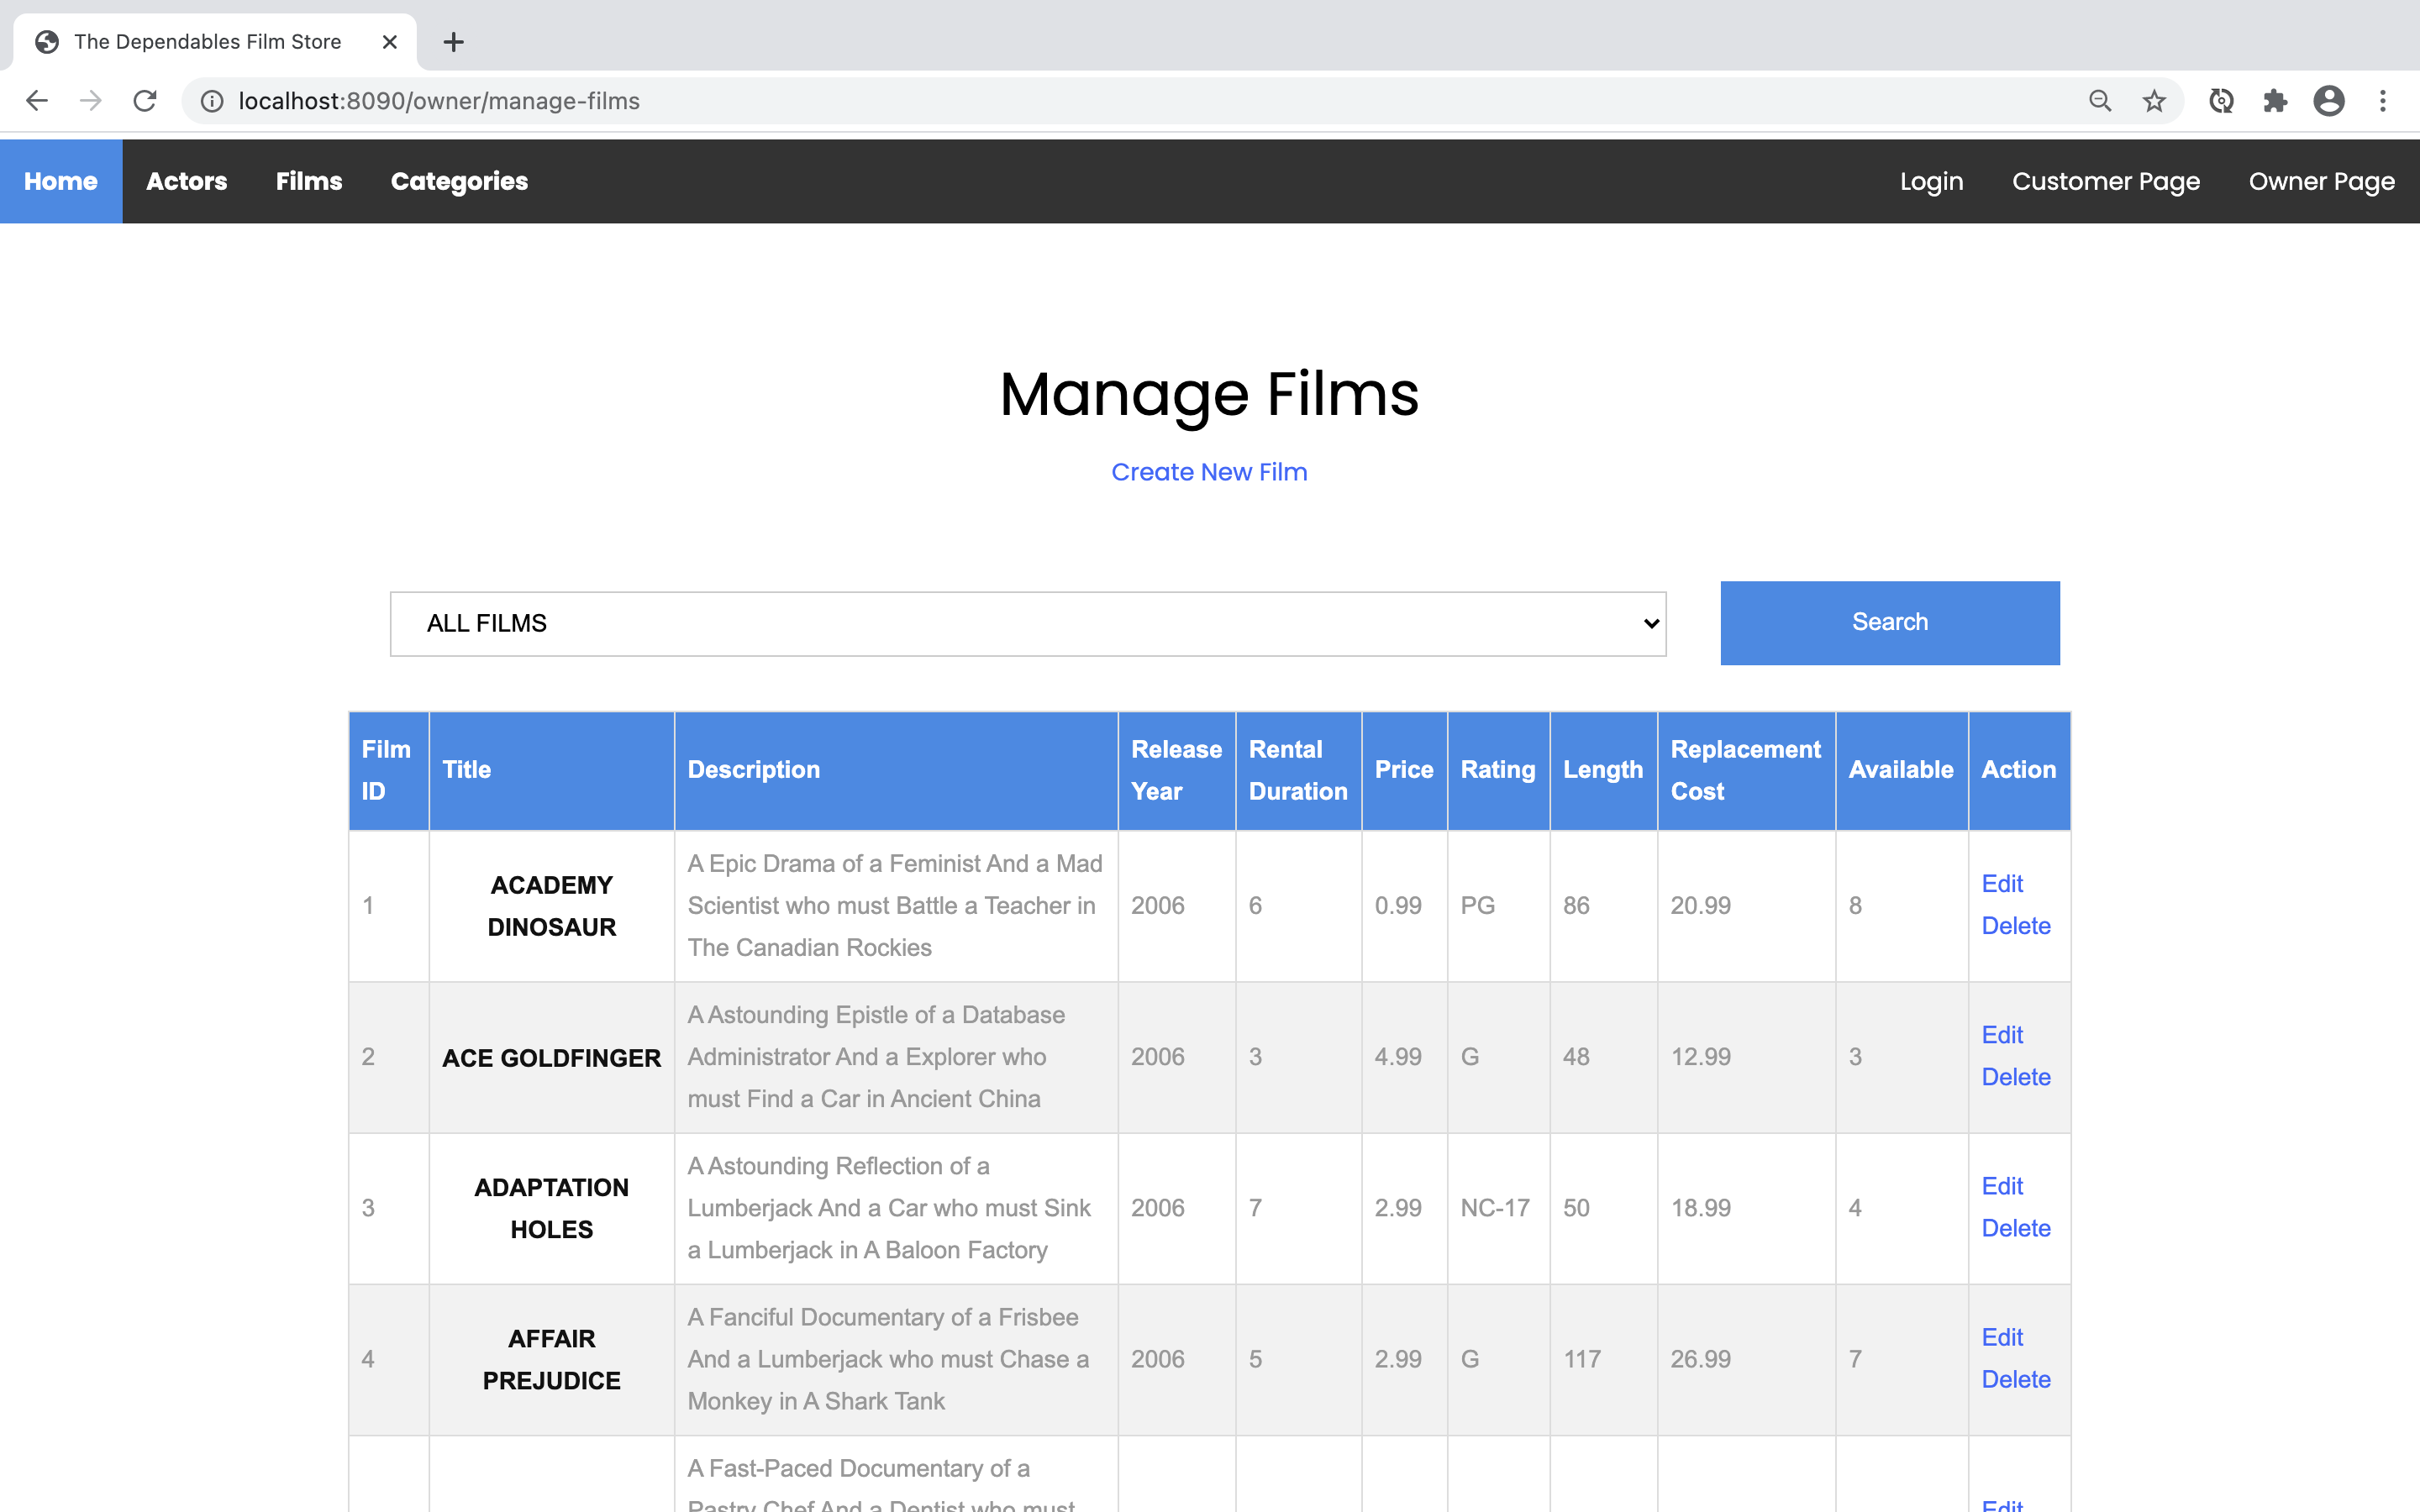 The Dependables Film Store
localhost:8090/owner/manage-films
Home Actors Films Categories Login Customer Page Owner Page
Manage Films
Create New Film
ALL FILMS
Search
Film ID Title Description Release Year Rental Duration Price Rating Length Replacement Cost Available Action
1 ACADEMY DINOSAUR A Epic Drama of a Feminist And a Mad Scientist who must Battle a Teacher in The Canadian Rockies 2006 6 0.99 PG 86 20.99 8 Edit Delete
2 ACE GOLDFINGER A Astounding Epistle of a Database Administrator And a Explorer who must Find a Car in Ancient China 2006 3 4.99 G 48 12.99 3 Edit Delete
3 ADAPTATION HOLES A Astounding Reflection of a Lumberjack And a Car who must Sink a Lumberjack in A Baloon Factory 2006 7 2.99 NC-17 50 18.99 4 Edit Delete
4 AFFAIR PREJUDICE A Fanciful Documentary of a Frisbee And a Lumberjack who must Chase a Monkey in A Shark Tank 2006 5 2.99 G 117 26.99 7 Edit Delete
A Fast-Paced Documentary of a
Pastry Chef And a Dentist who must
Edit